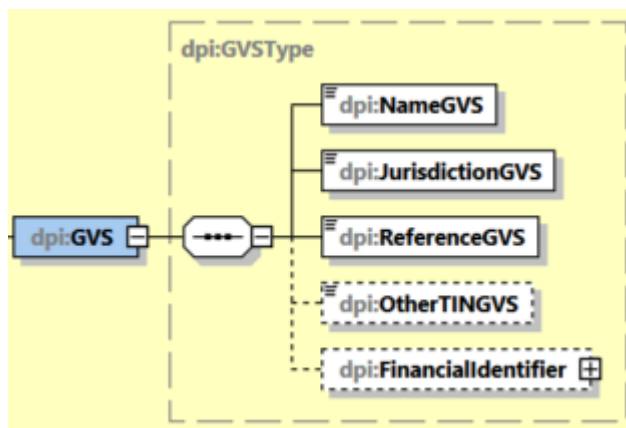 dpi:GVSType
dpi:NameGVS
dpi:JurisdictionGVS
dpi:GVS
dpi:ReferenceGVS
dpi:OtherTINGVS
dpi:FinancialIdentifier